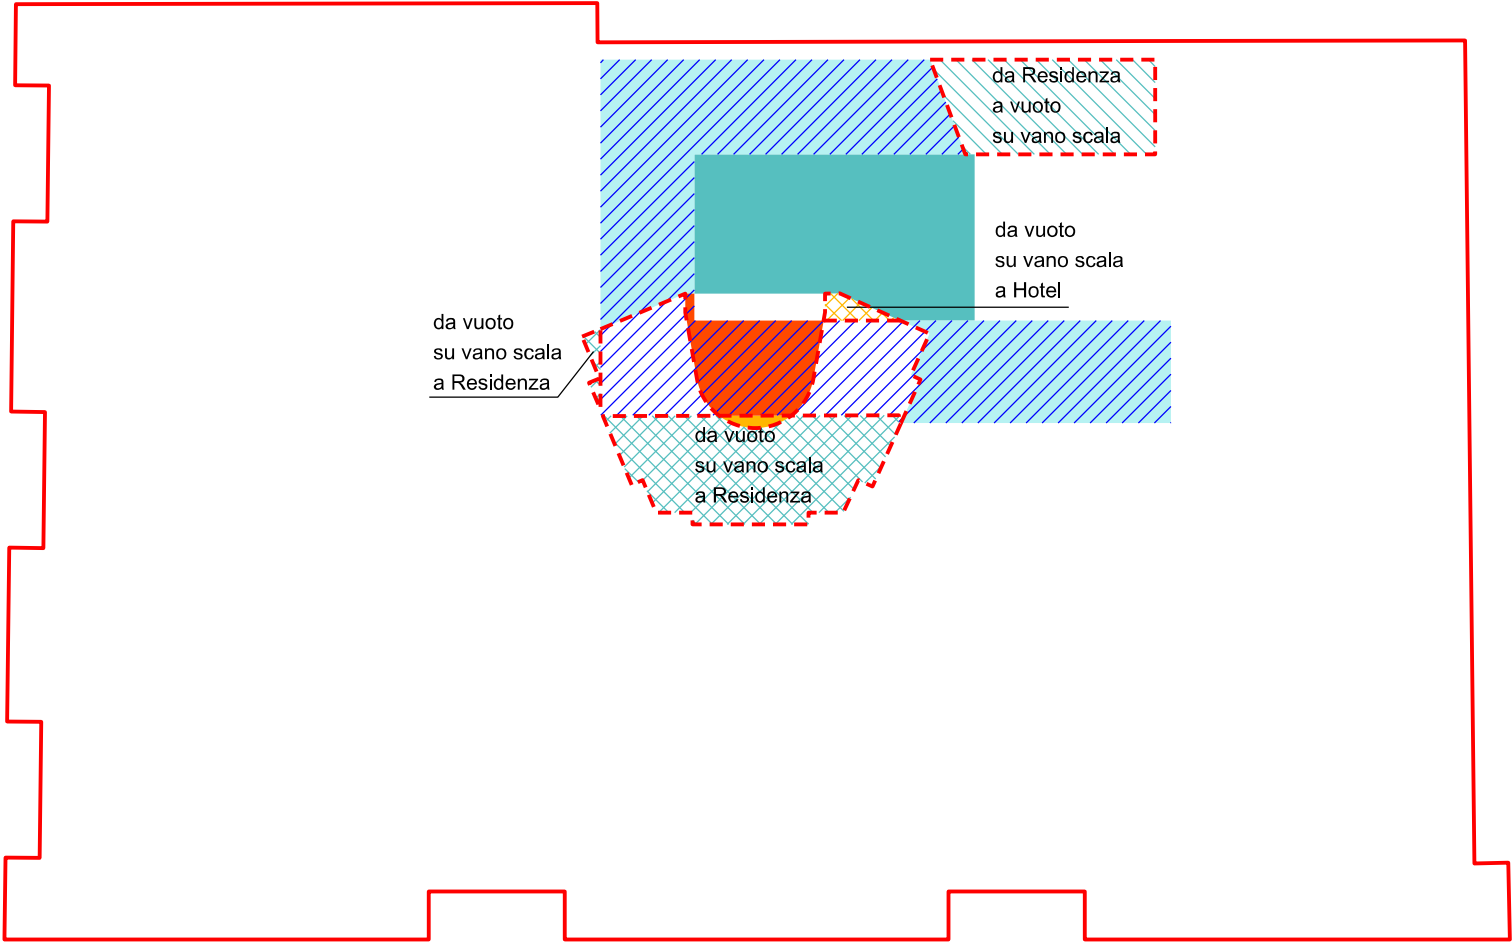 da Residenza
a vuoto
su vano scala
da vuoto
su vano scala
a Hotel
da vuoto
su vano scala
a Residenza
da vuoto
su vano scala
a Residenza